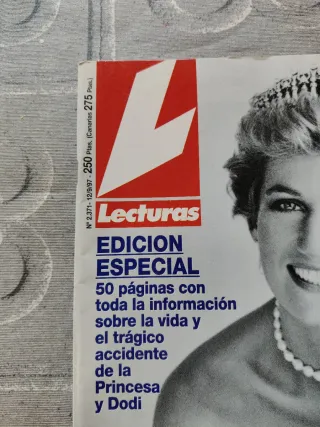 Nº 2.371 - 12/9/97 - 250 Ptas. (Canarias 275 Ptas.)
Lecturas
EDICION
ESPECIAL
50 páginas con
toda la información
sobre la vida y
el trágico
accidente
de la
Princesa
y Dodi